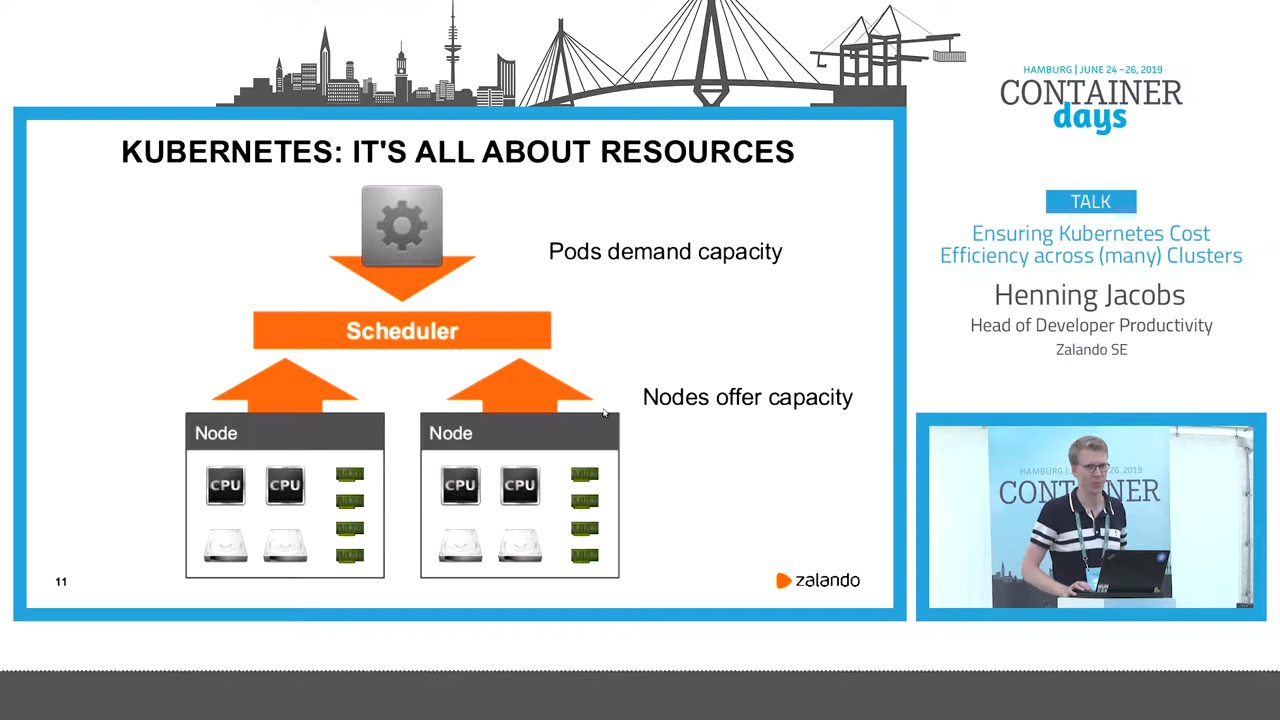 HAMBURG | JUNE 24 – 26, 2019
CONTAINER
days
KUBERNETES: IT'S ALL ABOUT RESOURCES
Pods demand capacity
Scheduler
Nodes offer capacity
Node
Node
CPU CPU
CPU CPU
11
zalando
TALK
Ensuring Kubernetes Cost
Efficiency across (many) Clusters
Henning Jacobs
Head of Developer Productivity
Zalando SE